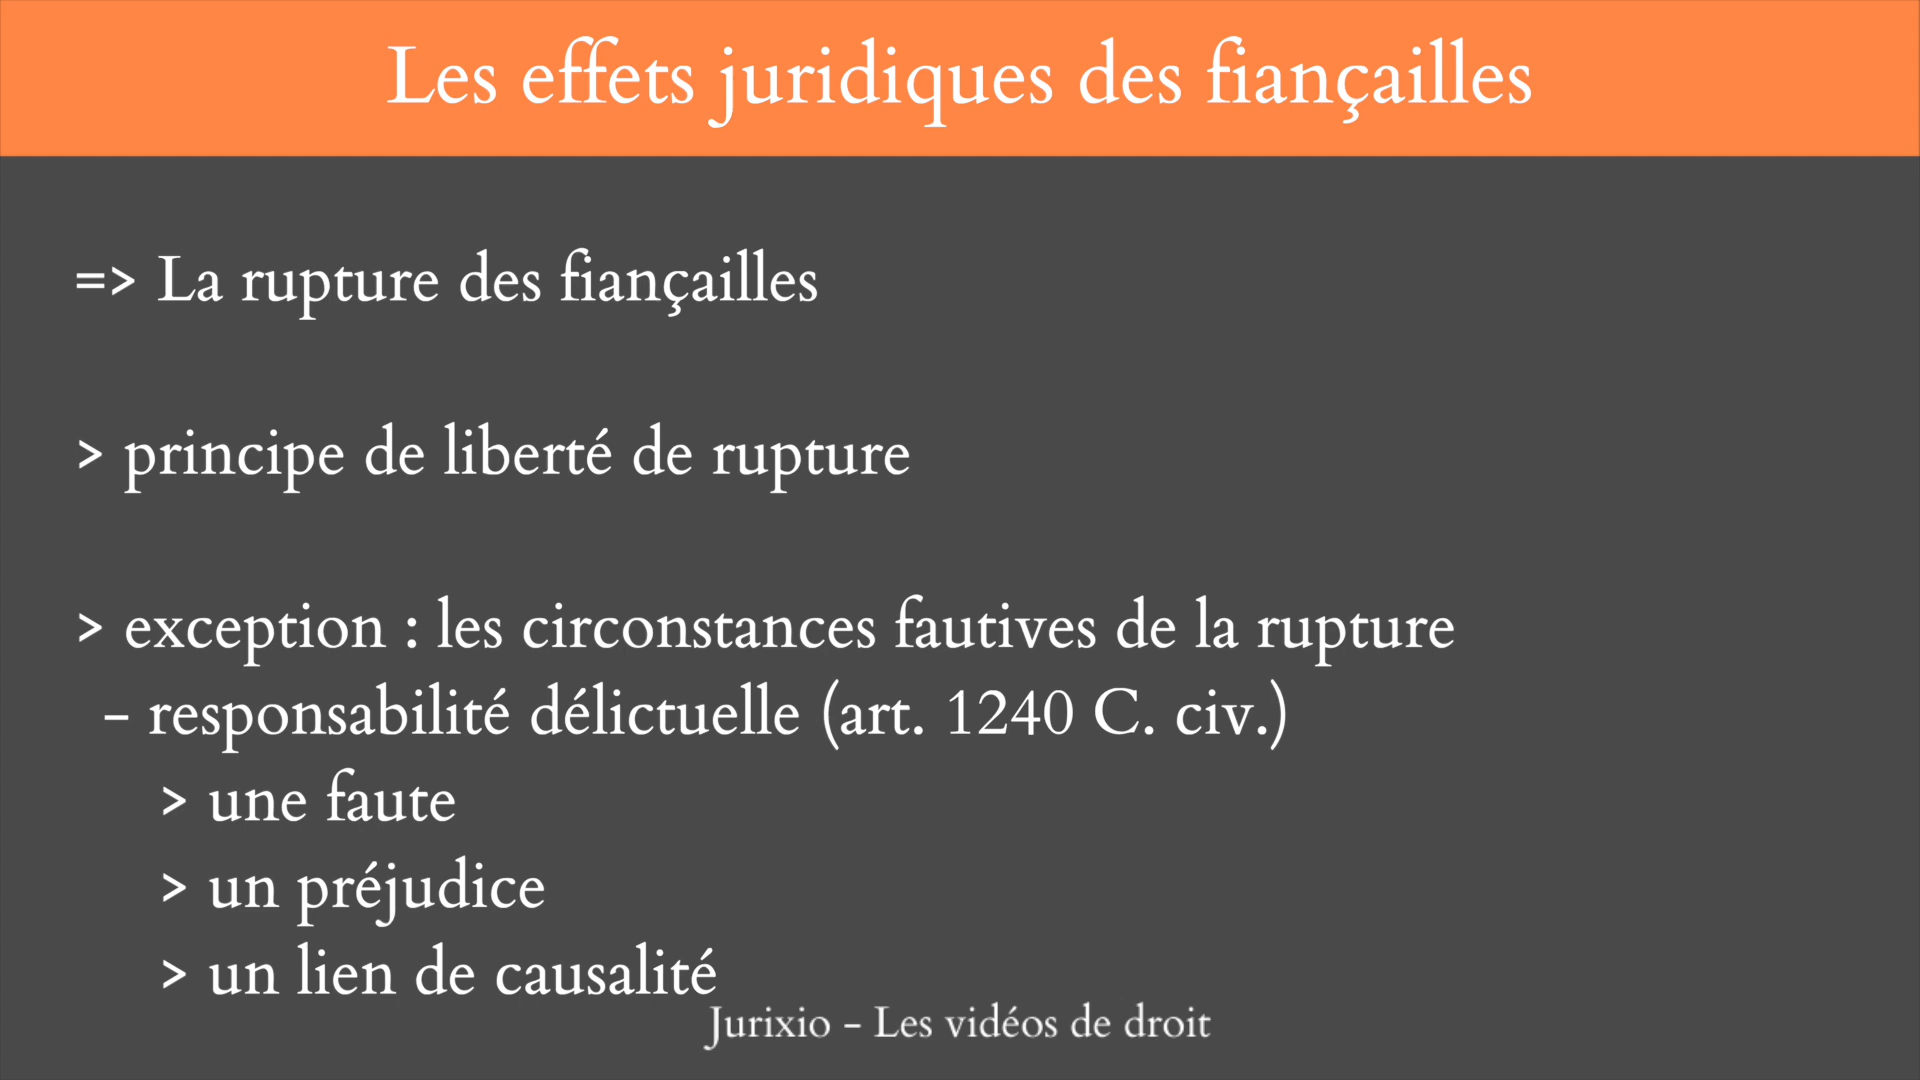 Les effets juridiques des fiançailles
=> La rupture des fiançailles
> principe de liberté de rupture
> exception : les circonstances fautives de la rupture
- responsabilité délictuelle (art. 1240 C. civ.)
> une faute
> un préjudice
> un lien de causalité
Jurixio - Les vidéos de droit